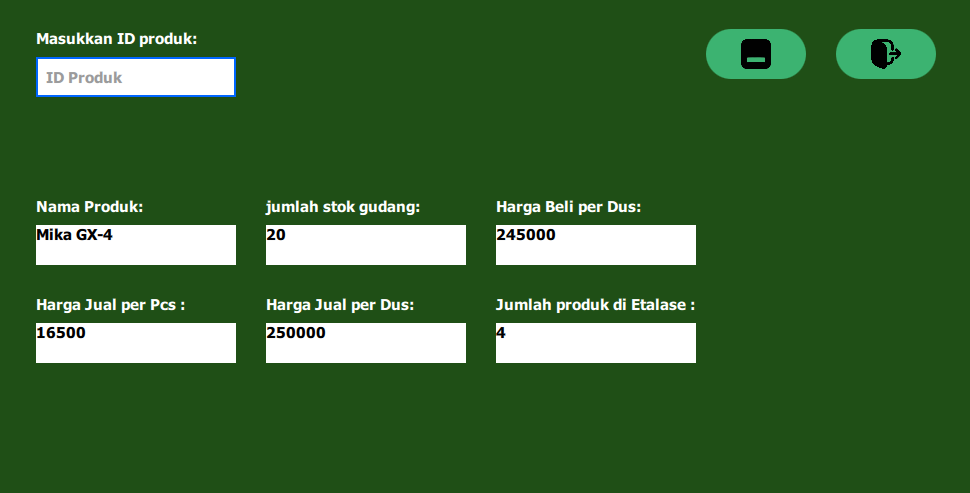 Masukkan ID produk:
ID Produk
Nama Produk:
Mika GX-4
jumlah stok gudang:
20
Harga Beli per Dus:
245000
Harga Jual per Pcs :
16500
Harga Jual per Dus:
250000
Jumlah produk di Etalase :
4